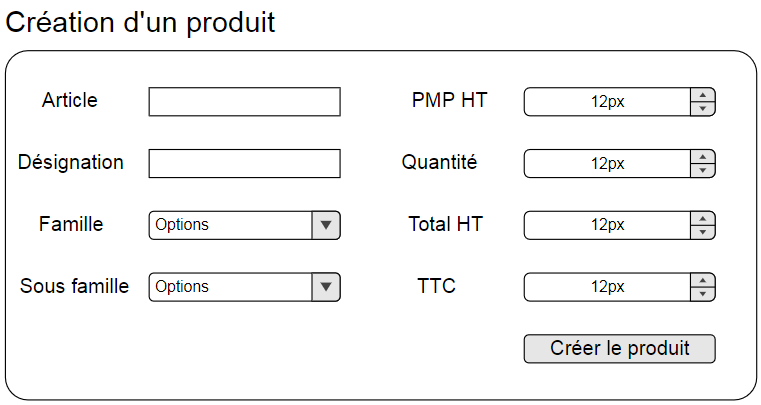 Création d'un produit
Article
PMP HT
12px
Désignation
Quantité
12px
Famille
Options
Total HT
12px
Sous famille
Options
TTC
12px
Créer le produit